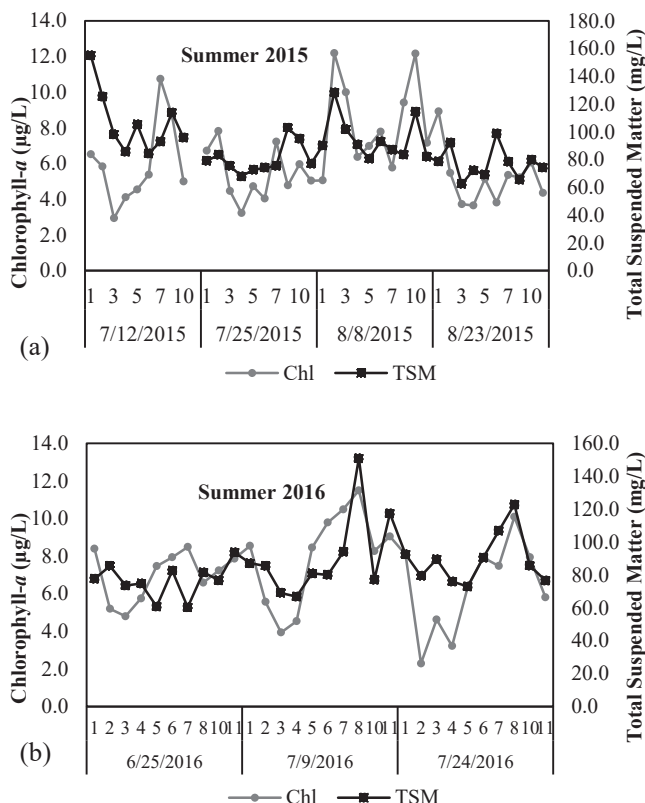 14.0 180.0
12.0 160.0
10.0 140.0
8.0 120.0
6.0 100.0
4.0 80.0
2.0 60.0
0.0 40.0
20.0
0.0
Chlorophyll-a (µg/L)
Summer 2015
Total Suspended Matter (mg/L)
1 3 5 7 10 1 3 5 7 10 1 3 5 7 10 1 3 5 7 10
7/12/2015 7/25/2015 8/8/2015 8/23/2015
(a)
Chl TSM
14.0 160.0
12.0 140.0
10.0 120.0
8.0 100.0
6.0 80.0
4.0 60.0
2.0 40.0
0.0 20.0
0.0
Chlorophyll-a (µg/L)
Summer 2016
Total Suspended Matter (mg/L)
1 2 3 4 5 6 7 8 10 11 1 2 3 4 5 6 7 8 10 11 1 2 3 4 5 6 7 8 10 11
6/25/2016 7/9/2016 7/24/2016
(b)
Chl TSM